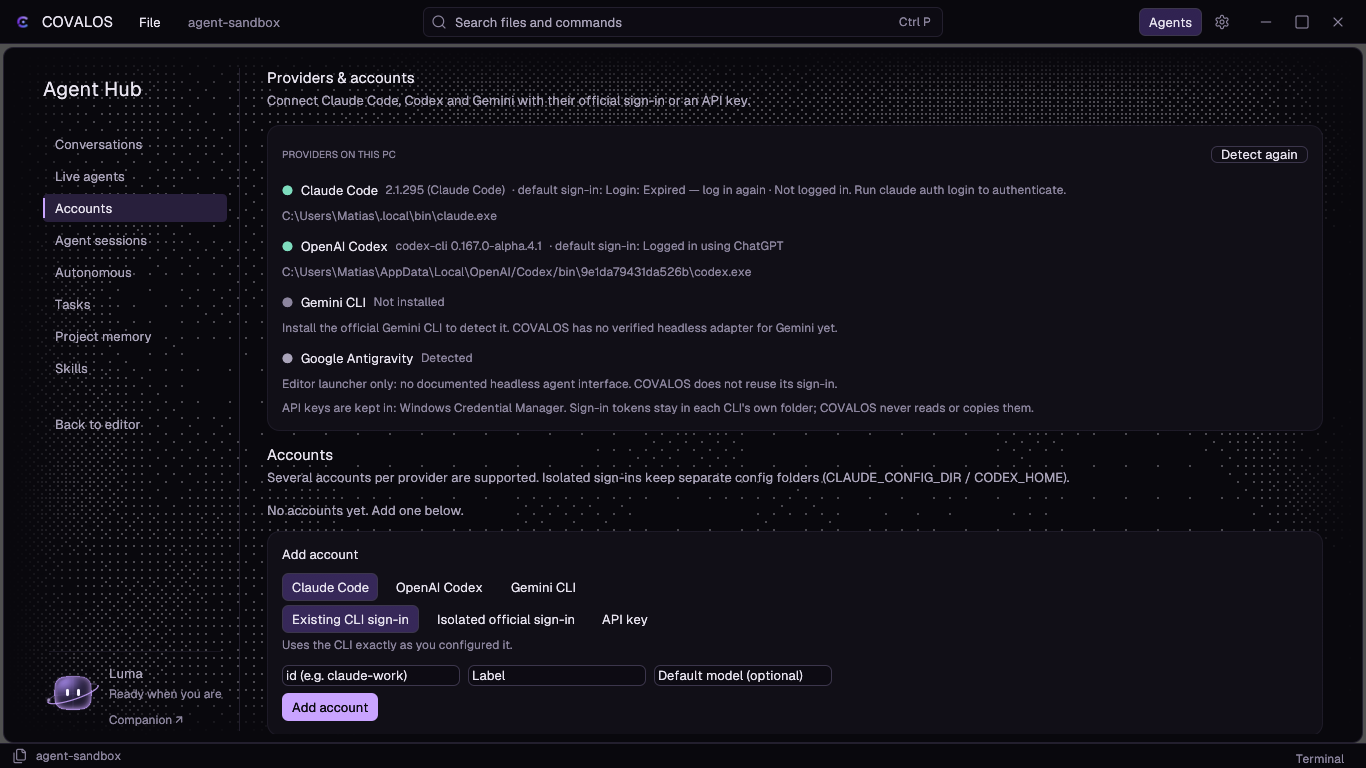 COVALOS File agent-sandbox Search files and commands Ctrl P Agents
Agent Hub
Conversations
Live agents
Accounts
Agent sessions
Autonomous
Tasks
Project memory
Skills
Back to editor
Luma
Ready when you are
Companion ↗
Providers & accounts
Connect Claude Code, Codex and Gemini with their official sign-in or an API key.
PROVIDERS ON THIS PC Detect again
Claude Code 2.1.295 (Claude Code) · default sign-in: Login: Expired — log in again · Not logged in. Run claude auth login to authenticate.
C:\Users\Matias\.local\bin\claude.exe
OpenAI Codex codex-cli 0.167.0-alpha.4.1 · default sign-in: Logged in using ChatGPT
C:\Users\Matias\AppData\Local\OpenAI/Codex/bin\9e1da79431da526b\codex.exe
Gemini CLI Not installed
Install the official Gemini CLI to detect it. COVALOS has no verified headless adapter for Gemini yet.
Google Antigravity Detected
Editor launcher only: no documented headless agent interface. COVALOS does not reuse its sign-in.
API keys are kept in: Windows Credential Manager. Sign-in tokens stay in each CLI's own folder; COVALOS never reads or copies them.
Accounts
Several accounts per provider are supported. Isolated sign-ins keep separate config folders (CLAUDE_CONFIG_DIR / CODEX_HOME).
No accounts yet. Add one below.
Add account
Claude Code OpenAI Codex Gemini CLI
Existing CLI sign-in Isolated official sign-in API key
Uses the CLI exactly as you configured it.
id (e.g. claude-work) Label Default model (optional)
Add account
agent-sandbox Terminal